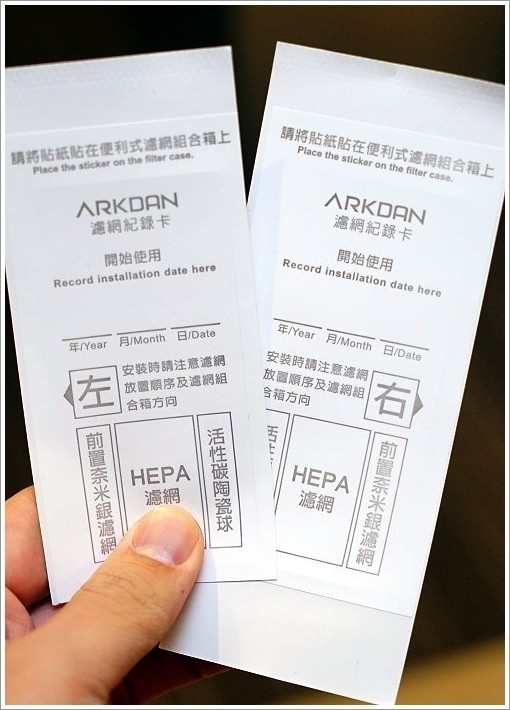 請將貼紙貼在便利式濾網組合箱上
Place the sticker on the filter case.
ARKDAN
濾網紀錄卡
開始使用
Record installation date here
年/Year 月/Month 日/Date
左
安裝時請注意濾網
放置順序及濾網組
合箱方向
前置奈米銀濾網
HEPA
濾網
活性碳陶瓷球
請將貼紙貼在便利式濾網組合箱上
Place the sticker on the filter case.
ARKDAN
濾網紀錄卡
開始使用
Record installation date here
年/Year 月/Month 日/Date
安裝時請注意濾網
放置順序及濾網組
合箱方向
右
HEPA
濾網
前置奈米銀濾網